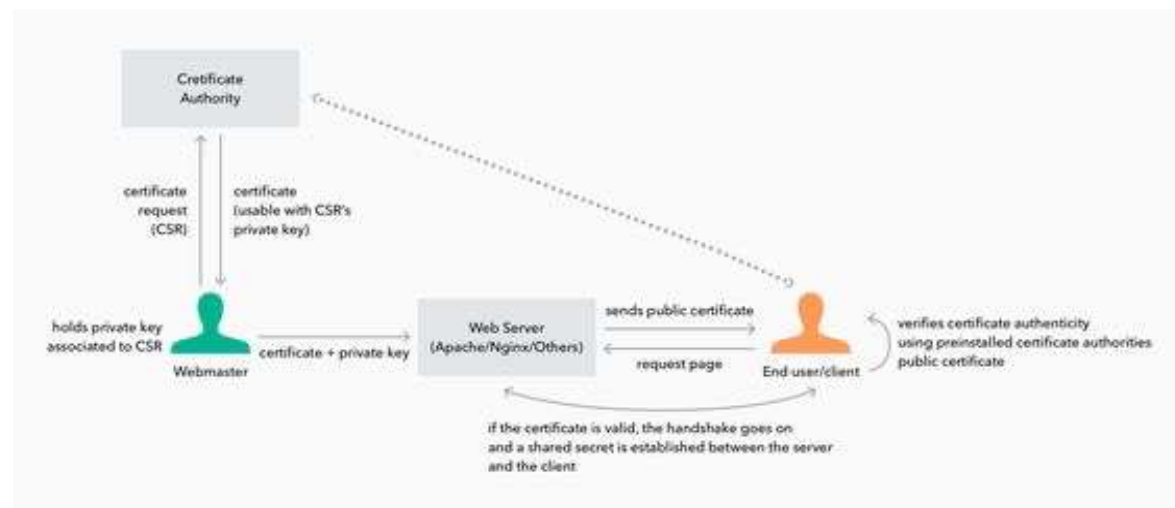 Cretificate
Authority
certificate
request
(CSR)
certificate
(usable with CSR's
private key)
holds private key
associated to CSR
Webmaster
certificate + private key
Web Server
(Apache/Nginx/Others)
sends public certificate
request page
End user/client
verifies certificate authenticity
using preinstalled certificate authorities
public certificate
if the certificate is valid, the handshake goes on
and a shared secret is established between the server
and the client